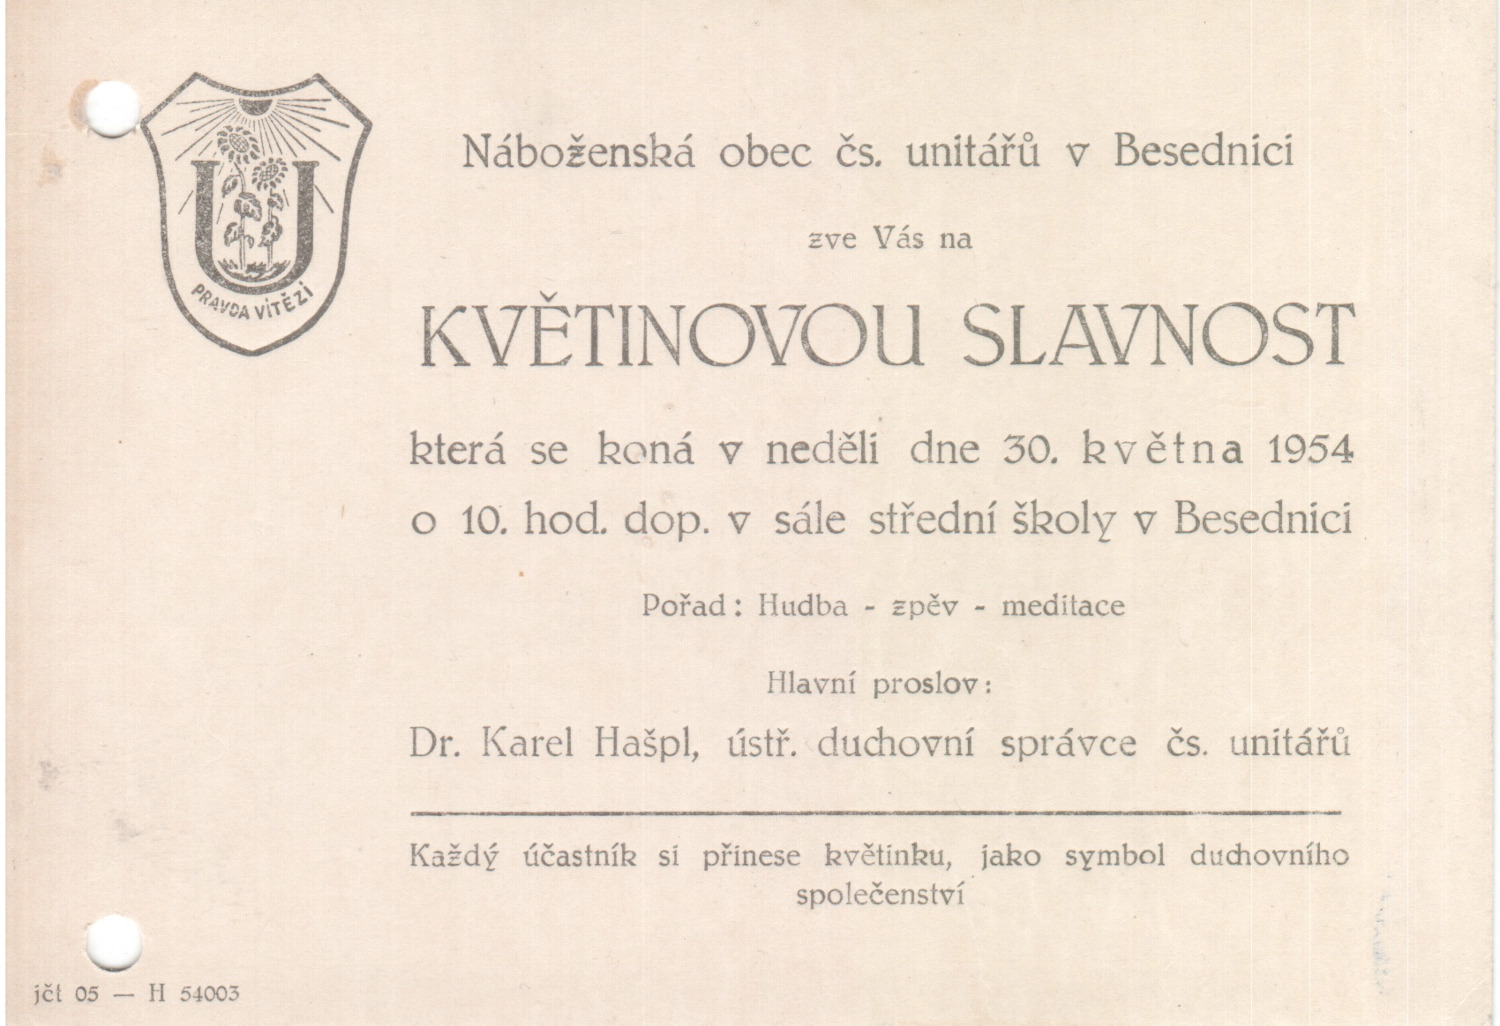 PRAVDA VÍTĚZÍ
Náboženská obec čs. unitářů v Besednici
zve Vás na
KVĚTINOVOU SLAVNOST
která se koná v neděli dne 30. května 1954
o 10. hod. dop. v sále střední školy v Besednici
Pořad: Hudba - zpěv - meditace
Hlavní proslov:
Dr. Karel Hašpl, ústř. duchovní správce čs. unitářů
Každý účastník si přinese květinku, jako symbol duchovního
společenství
jčt 05 — H 54003